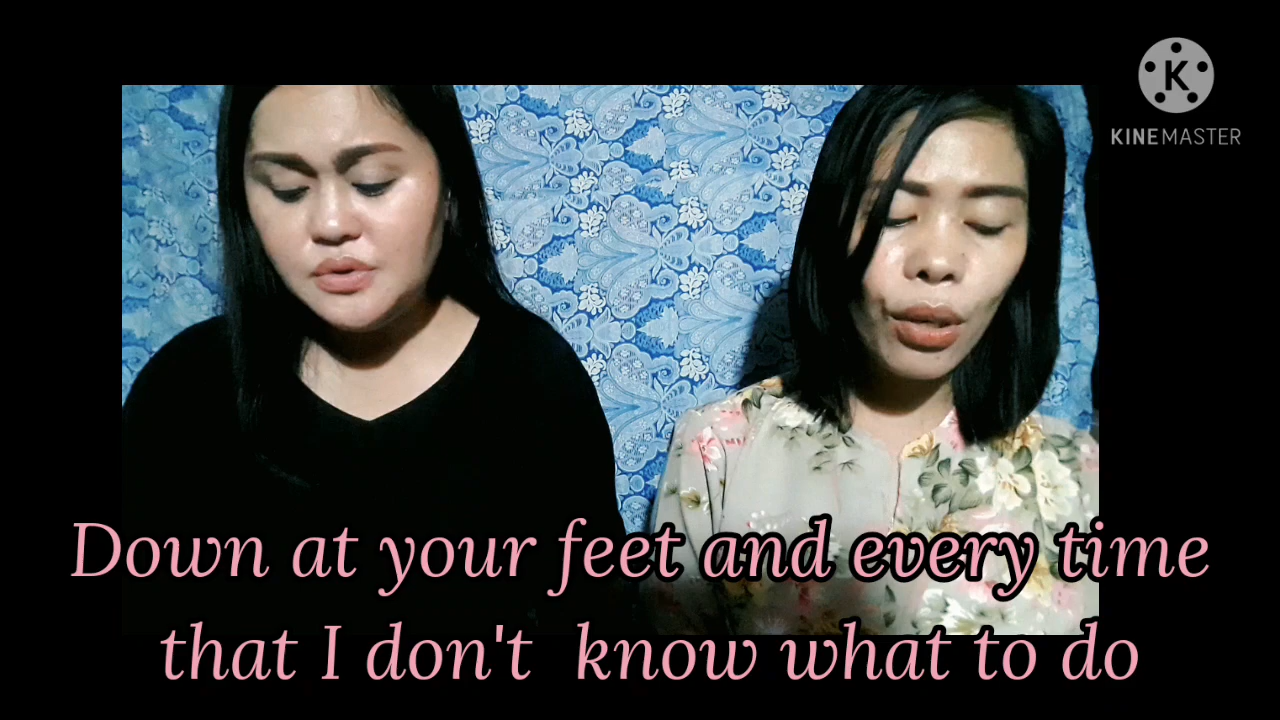 K
KINEMASTER
Down at your feet and every time
that I don't know what to do